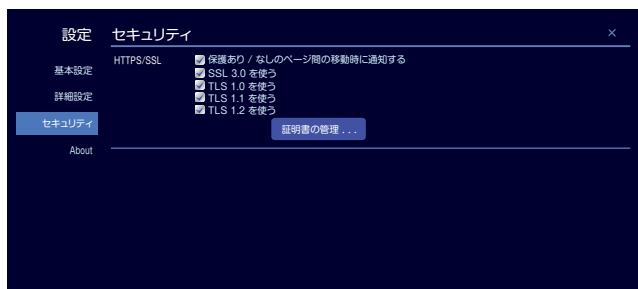 設定
セキュリティ
×
基本設定
詳細設定
セキュリティ
About
HTTPS/SSL
保護あり / なしのページ間の移動時に通知する
SSL 3.0 を使う
TLS 1.0 を使う
TLS 1.1 を使う
TLS 1.2 を使う
証明書の管理 . . .